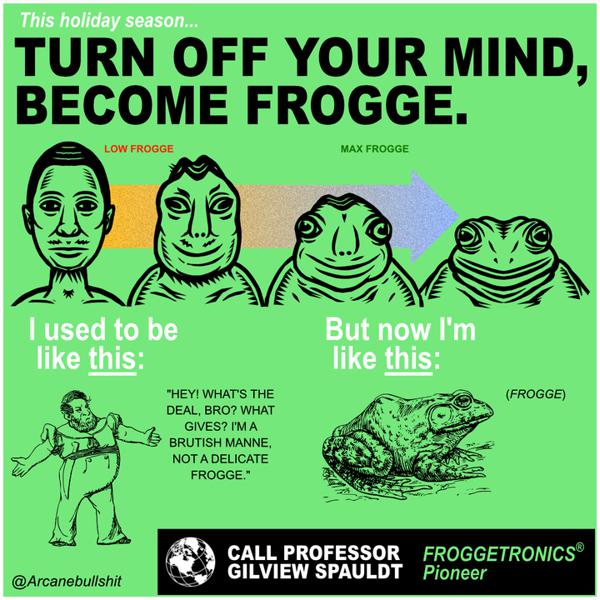 This holiday season...
TURN OFF YOUR MIND,
BECOME FROGGE.
LOW FROGGE
MAX FROGGE
I used to be
like this:
But now I'm
like this:
"HEY! WHAT'S THE
DEAL, BRO? WHAT
GIVES? I'M A
BRUTISH MANNE,
NOT A DELICATE
FROGGE."
(FROGGE)
CALL PROFESSOR
GILVIEW SPAULDT
FROGGETRONICS®
Pioneer
@Arcanebullshit